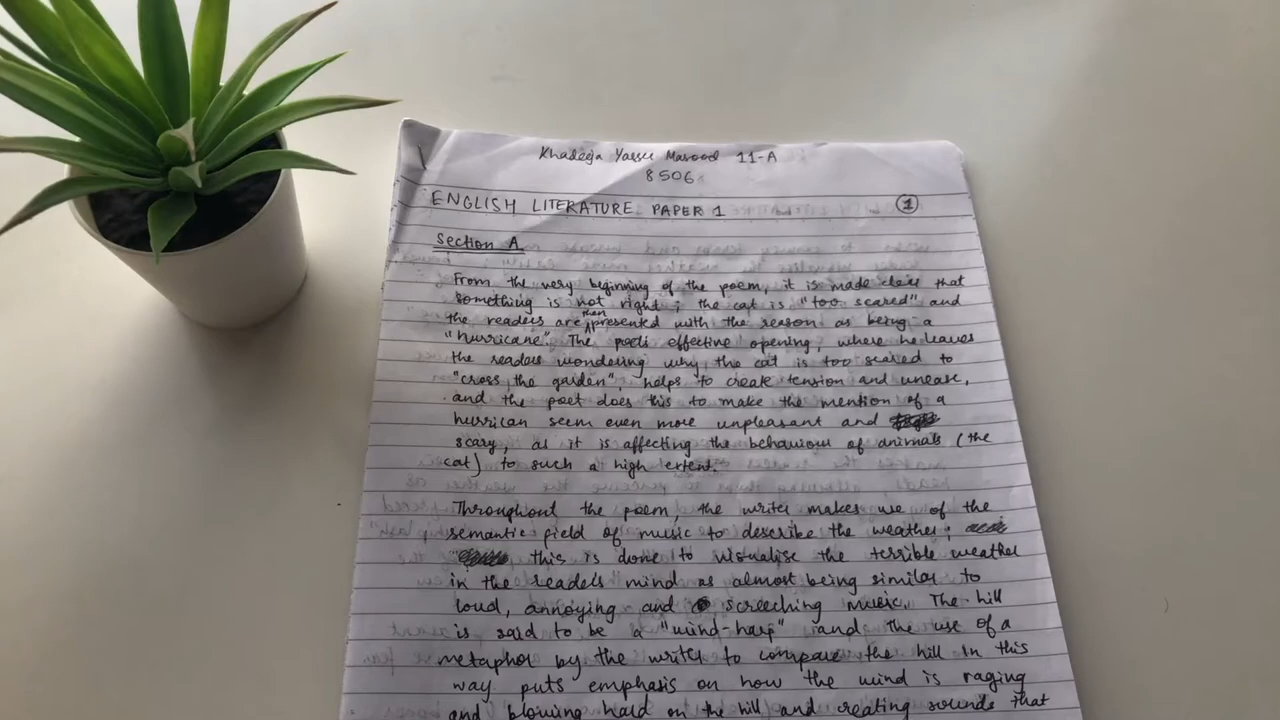 Khadeeja Yasser Masood 11-A
8506
ENGLISH LITERATURE PAPER 1
1
Section A
From the very beginning of the poem, it is made clear that
something is not right; the cat is "too scared" and
the readers are then presented with the reason as being a
"hurricane". The poets effective opening, where he leaves
the readers wondering why the cat is too scared to
"cross the garden", helps to create tension and unease,
and the poet does this to make the mention of a
hurrican seem even more unpleasant and
scary, as it is affecting the behaviour of animals (the
cat) to such a high extent.
Throughout the poem, the writer makes use of the
semantic field of music to describe the weather;
this is done to visualise the terrible weather
in the readers mind as almost being similar to
loud, annoying and screeching music. The hill
is said to be a "wind-harp" and the use of a
metaphor by the writer to compare the hill in this
way puts emphasis on how the wind is raging
and blowing hard on the hill and creating sounds that